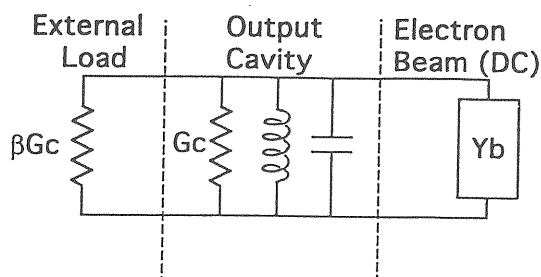 External
Load
Output
Cavity
Electron
Beam (DC)
βGc
Gc
Yb